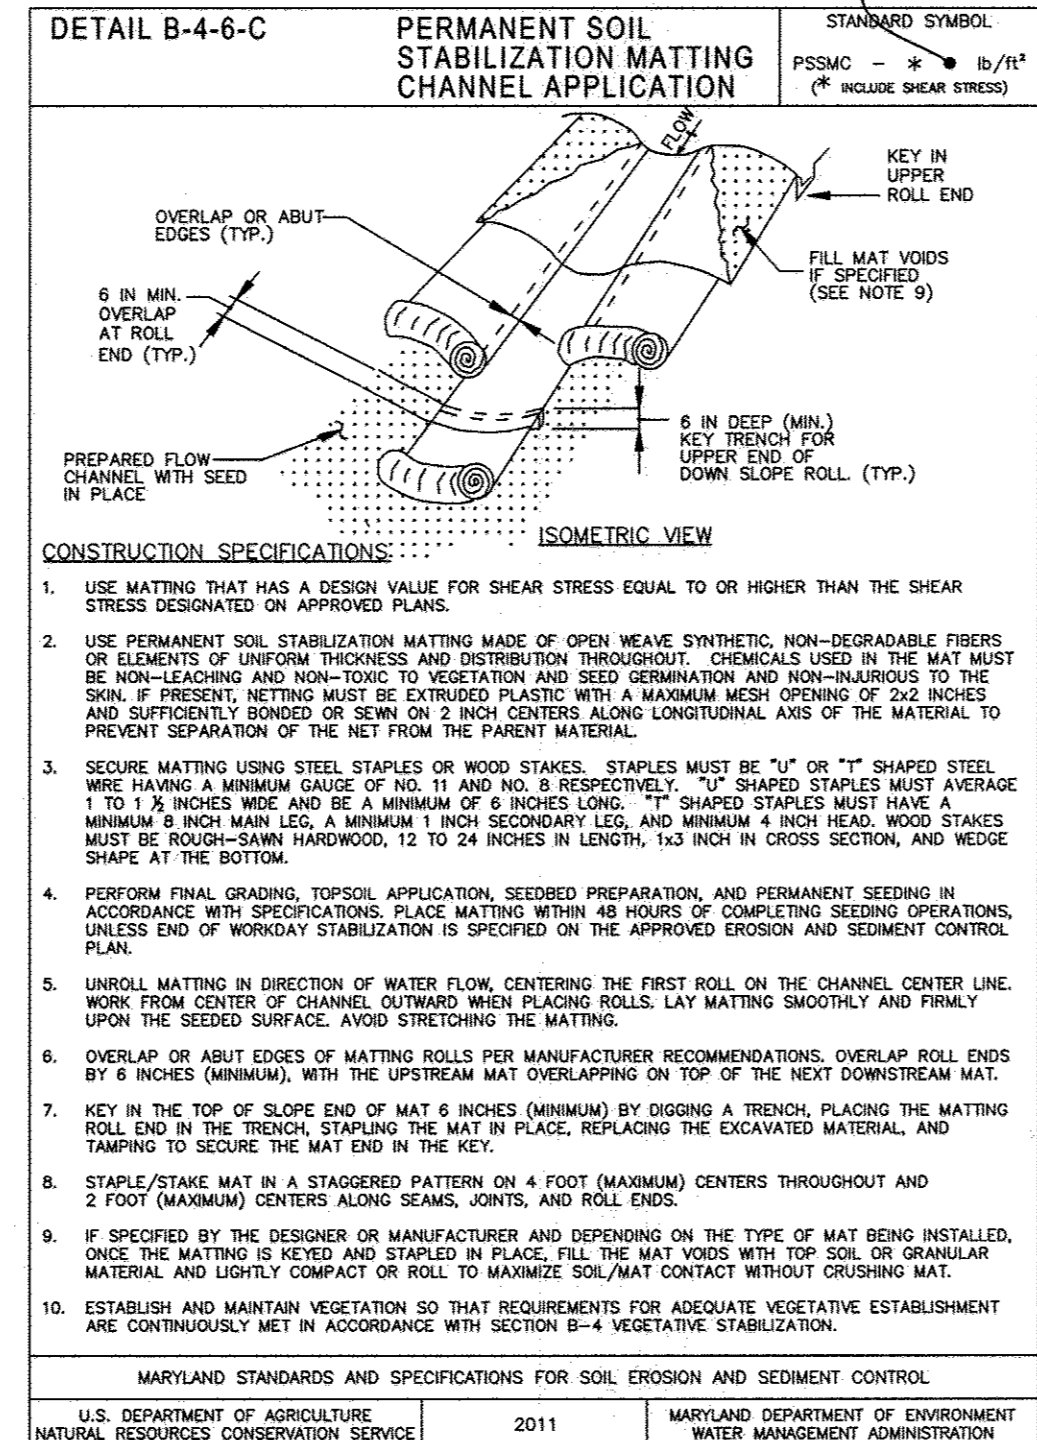 DETAIL B-4-6-C
PERMANENT SOIL
STABILIZATION MATTING
CHANNEL APPLICATION
STANDARD SYMBOL
PSSMC - * lb/ft²
(* INCLUDE SHEAR STRESS)
FLOW
KEY IN
UPPER
ROLL END
OVERLAP OR ABUT
EDGES (TYP.)
FILL MAT VOIDS
IF SPECIFIED
(SEE NOTE 9)
6 IN MIN.
OVERLAP
AT ROLL
END (TYP.)
6 IN DEEP (MIN.)
KEY TRENCH FOR
UPPER END OF
DOWN SLOPE ROLL. (TYP.)
PREPARED FLOW
CHANNEL WITH SEED
IN PLACE
ISOMETRIC VIEW
CONSTRUCTION SPECIFICATIONS:
1. USE MATTING THAT HAS A DESIGN VALUE FOR SHEAR STRESS EQUAL TO OR HIGHER THAN THE SHEAR
STRESS DESIGNATED ON APPROVED PLANS.
2. USE PERMANENT SOIL STABILIZATION MATTING MADE OF OPEN WEAVE SYNTHETIC, NON-DEGRADABLE FIBERS
OR ELEMENTS OF UNIFORM THICKNESS AND DISTRIBUTION THROUGHOUT. CHEMICALS USED IN THE MAT MUST
BE NON-LEACHING AND NON-TOXIC TO VEGETATION AND SEED GERMINATION AND NON-INJURIOUS TO THE
SKIN. IF PRESENT, NETTING MUST BE EXTRUDED PLASTIC WITH A MAXIMUM MESH OPENING OF 2x2 INCHES
AND SUFFICIENTLY BONDED OR SEWN ON 2 INCH CENTERS ALONG LONGITUDINAL AXIS OF THE MATERIAL TO
PREVENT SEPARATION OF THE NET FROM THE PARENT MATERIAL.
3. SECURE MATTING USING STEEL STAPLES OR WOOD STAKES. STAPLES MUST BE "U" OR "T" SHAPED STEEL
WIRE HAVING A MINIMUM GAUGE OF NO. 11 AND NO. 8 RESPECTIVELY. "U" SHAPED STAPLES MUST AVERAGE
1 TO 1 ½ INCHES WIDE AND BE A MINIMUM OF 6 INCHES LONG. "T" SHAPED STAPLES MUST HAVE A
MINIMUM 8 INCH MAIN LEG, A MINIMUM 1 INCH SECONDARY LEG, AND MINIMUM 4 INCH HEAD. WOOD STAKES
MUST BE ROUGH-SAWN HARDWOOD, 12 TO 24 INCHES IN LENGTH, 1x3 INCH IN CROSS SECTION, AND WEDGE
SHAPE AT THE BOTTOM.
4. PERFORM FINAL GRADING, TOPSOIL APPLICATION, SEEDBED PREPARATION, AND PERMANENT SEEDING IN
ACCORDANCE WITH SPECIFICATIONS. PLACE MATTING WITHIN 48 HOURS OF COMPLETING SEEDING OPERATIONS,
UNLESS END OF WORKDAY STABILIZATION IS SPECIFIED ON THE APPROVED EROSION AND SEDIMENT CONTROL
PLAN.
5. UNROLL MATTING IN DIRECTION OF WATER FLOW, CENTERING THE FIRST ROLL ON THE CHANNEL CENTER LINE.
WORK FROM CENTER OF CHANNEL OUTWARD WHEN PLACING ROLLS. LAY MATTING SMOOTHLY AND FIRMLY
UPON THE SEEDED SURFACE. AVOID STRETCHING THE MATTING.
6. OVERLAP OR ABUT EDGES OF MATTING ROLLS PER MANUFACTURER RECOMMENDATIONS. OVERLAP ROLL ENDS
BY 6 INCHES (MINIMUM), WITH THE UPSTREAM MAT OVERLAPPING ON TOP OF THE NEXT DOWNSTREAM MAT.
7. KEY IN THE TOP OF SLOPE END OF MAT 6 INCHES (MINIMUM) BY DIGGING A TRENCH, PLACING THE MATTING
ROLL END IN THE TRENCH, STAPLING THE MAT IN PLACE, REPLACING THE EXCAVATED MATERIAL, AND
TAMPING TO SECURE THE MAT END IN THE KEY.
8. STAPLE/STAKE MAT IN A STAGGERED PATTERN ON 4 FOOT (MAXIMUM) CENTERS THROUGHOUT AND
2 FOOT (MAXIMUM) CENTERS ALONG SEAMS, JOINTS, AND ROLL ENDS.
9. IF SPECIFIED BY THE DESIGNER OR MANUFACTURER AND DEPENDING ON THE TYPE OF MAT BEING INSTALLED,
ONCE THE MATTING IS KEYED AND STAPLED IN PLACE, FILL THE MAT VOIDS WITH TOP SOIL OR GRANULAR
MATERIAL AND LIGHTLY COMPACT OR ROLL TO MAXIMIZE SOIL/MAT CONTACT WITHOUT CRUSHING MAT.
10. ESTABLISH AND MAINTAIN VEGETATION SO THAT REQUIREMENTS FOR ADEQUATE VEGETATIVE ESTABLISHMENT
ARE CONTINUOUSLY MET IN ACCORDANCE WITH SECTION B-4 VEGETATIVE STABILIZATION.
MARYLAND STANDARDS AND SPECIFICATIONS FOR SOIL EROSION AND SEDIMENT CONTROL
U.S. DEPARTMENT OF AGRICULTURE
NATURAL RESOURCES CONSERVATION SERVICE
2011
MARYLAND DEPARTMENT OF ENVIRONMENT
WATER MANAGEMENT ADMINISTRATION